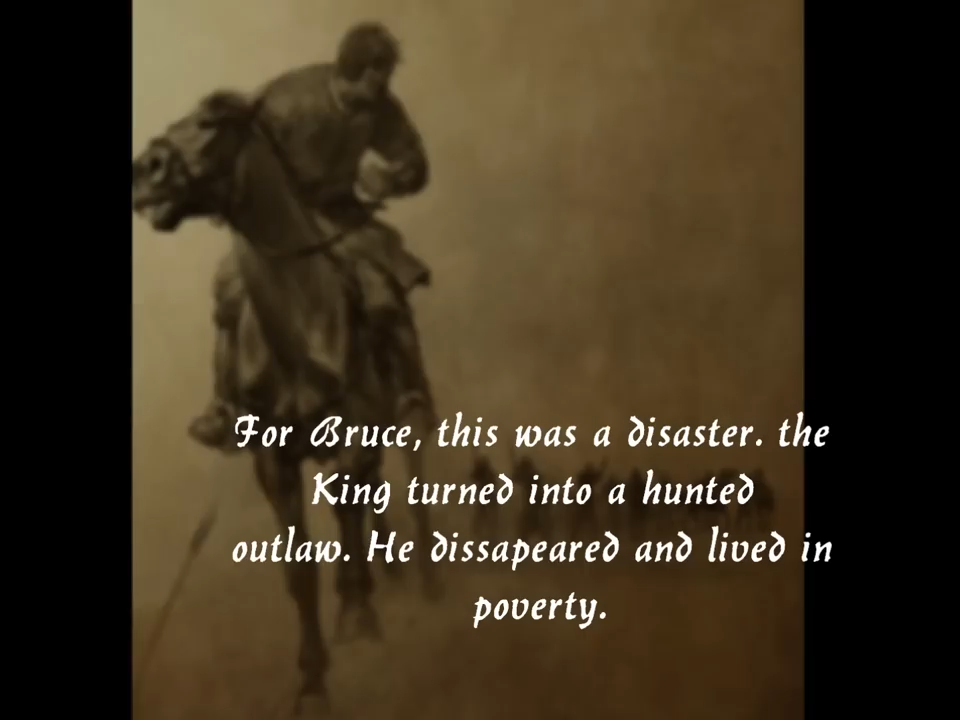 For Bruce, this was a disaster. the
King turned into a hunted
outlaw. He dissapeared and lived in
poverty.